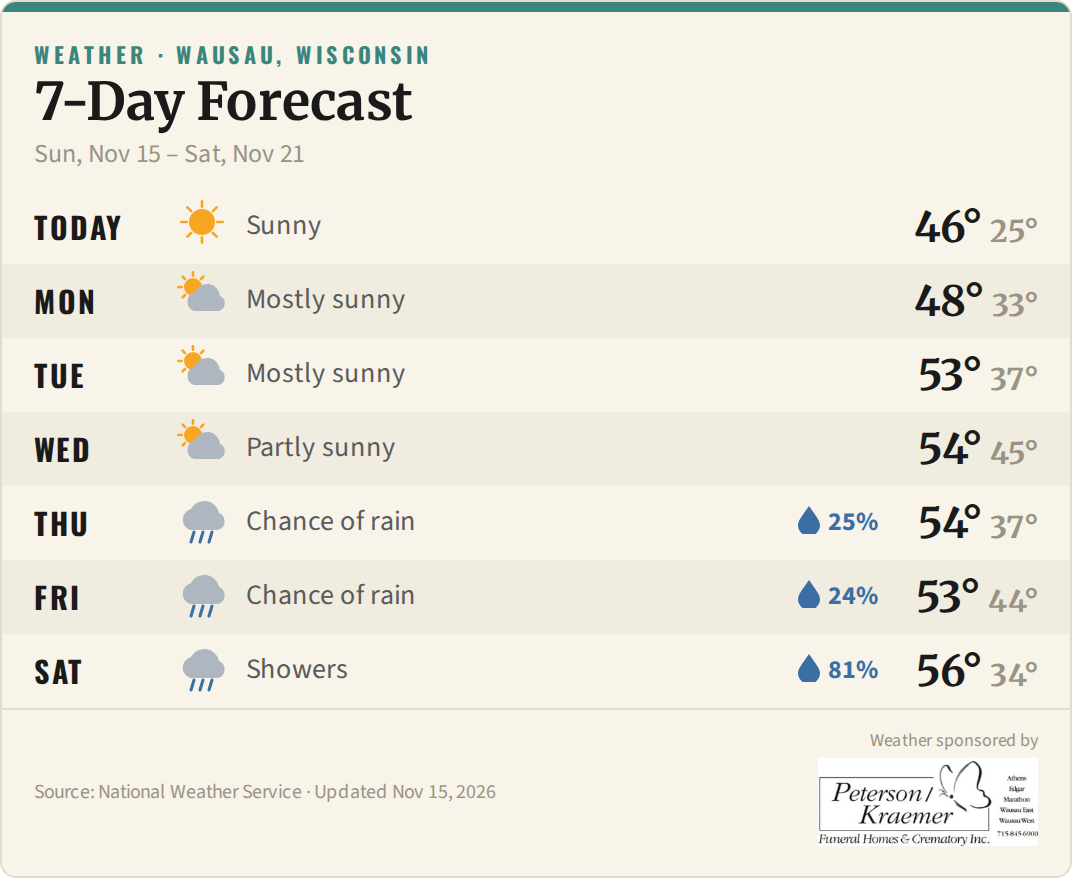 WEATHER · WAUSAU, WISCONSIN
7-Day Forecast
Sun, Nov 15 – Sat, Nov 21
TODAY Sunny 46° 25°
MON Mostly sunny 48° 33°
TUE Mostly sunny 53° 37°
WED Partly sunny 54° 45°
THU Chance of rain 25% 54° 37°
FRI Chance of rain 24% 53° 44°
SAT Showers 81% 56° 34°
Weather sponsored by
Source: National Weather Service · Updated Nov 15, 2026
Peterson/
Kraemer
Funeral Homes & Crematory Inc.
Athens
Edgar
Marathon
Wausau East
Wausau West
715-845-6900